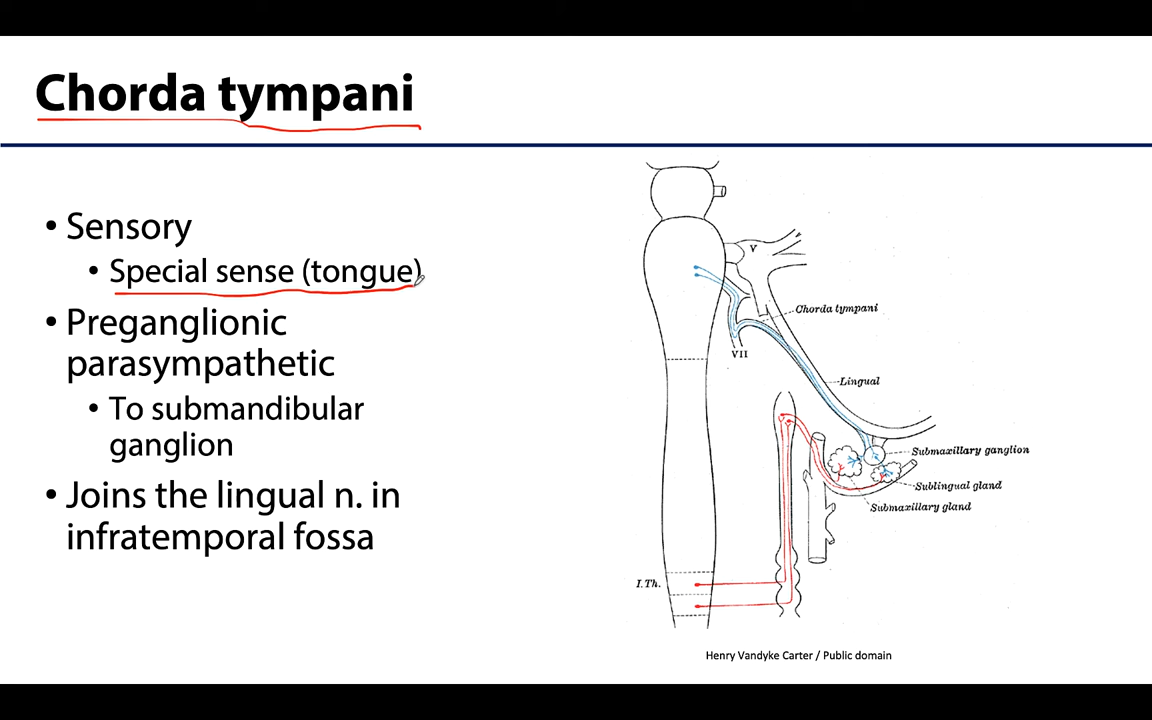 Chorda tympani
• Sensory
• Special sense (tongue)
• Preganglionic
parasympathetic
• To submandibular
ganglion
• Joins the lingual n. in
infratemporal fossa
V
Chorda tympani
VII
Lingual
Submaxillary ganglion
Sublingual gland
Submaxillary gland
I.Th.
Henry Vandyke Carter / Public domain